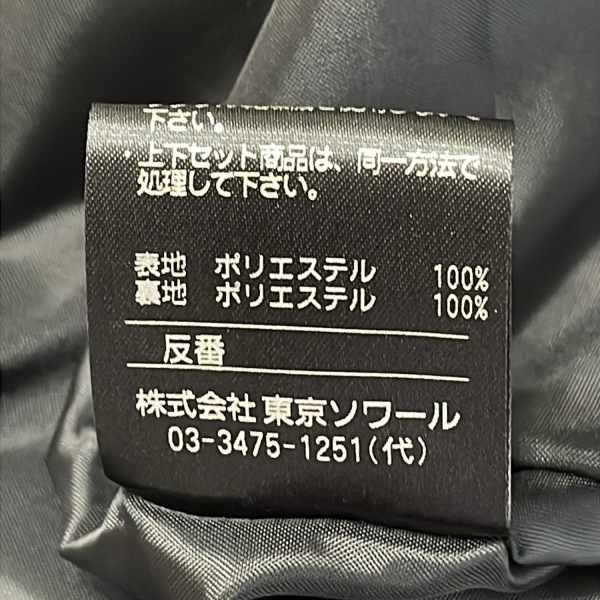 下さい。
・上下セット商品は、同一方法で
処理して下さい。
表地 ポリエステル 100%
裏地 ポリエステル 100%
反番
株式会社 東京ソワール
03-3475-1251(代)